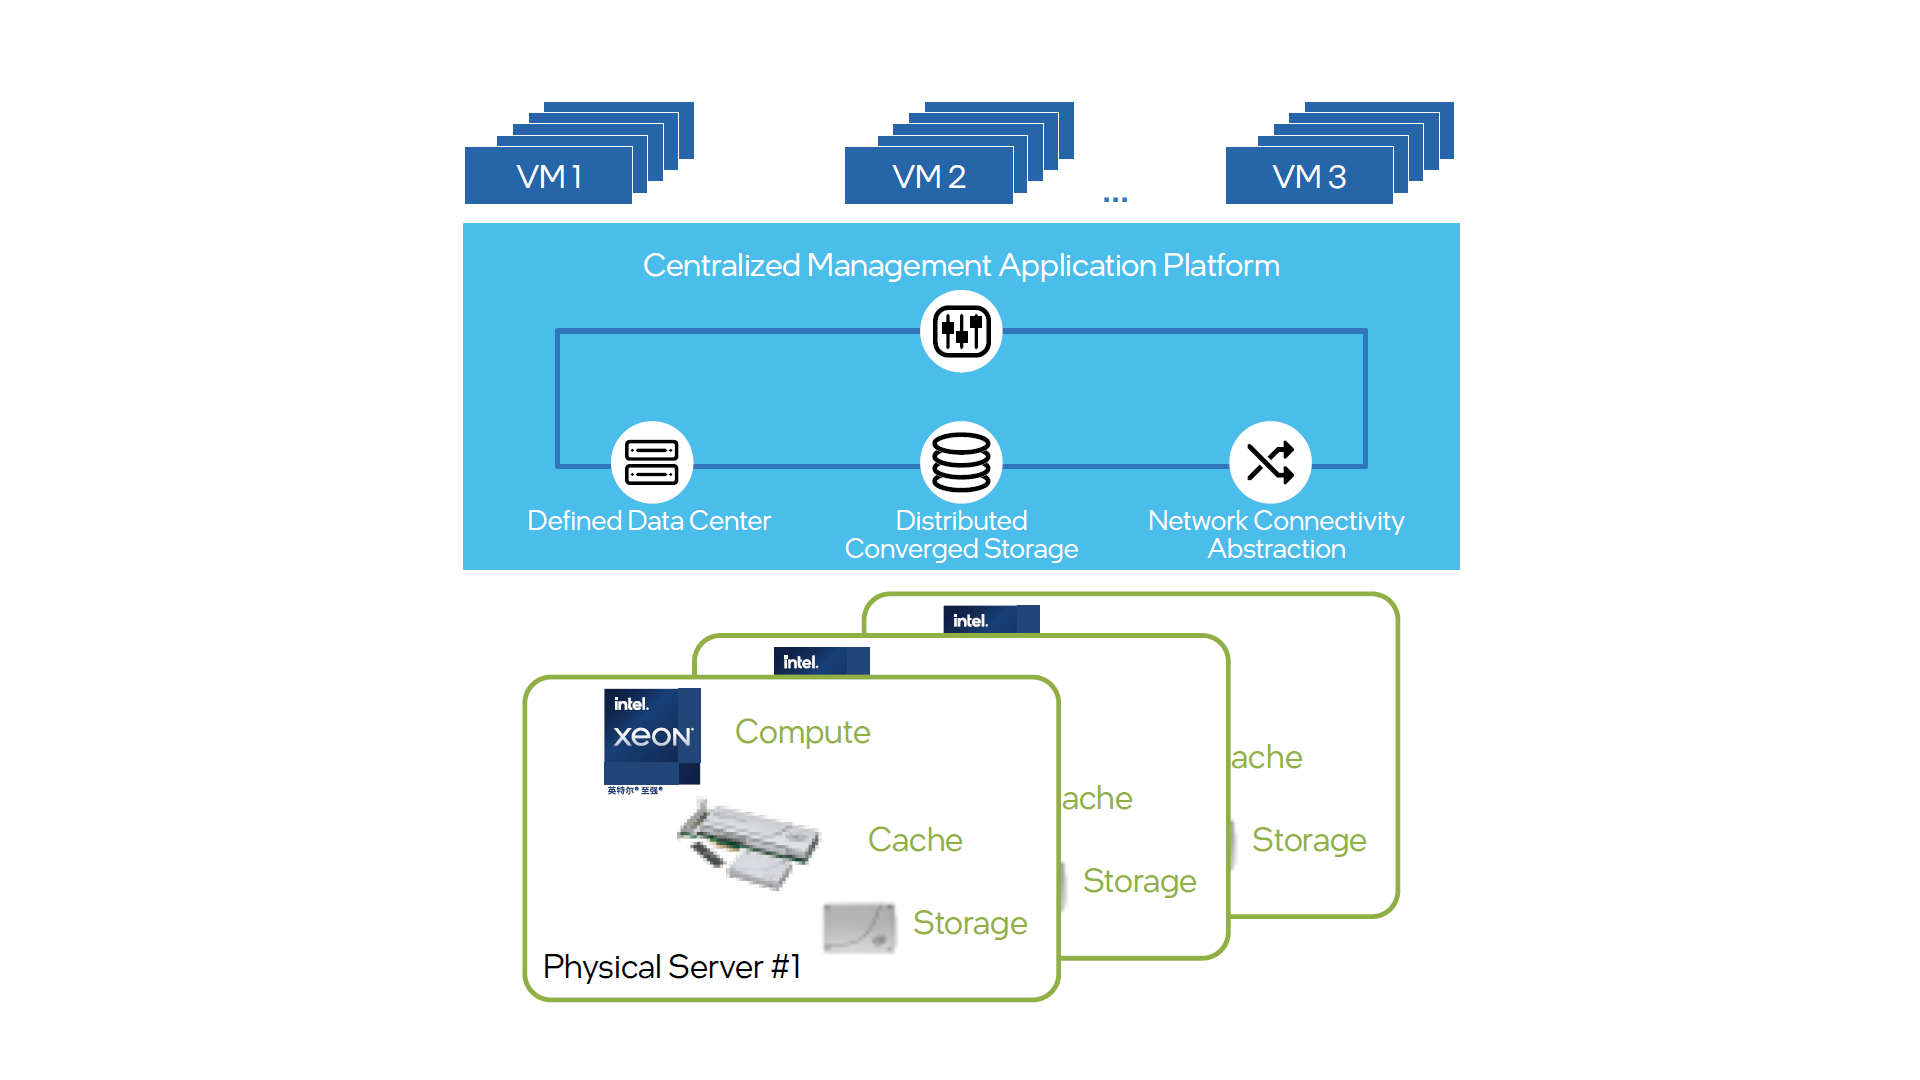 VM 1
VM 2
...
VM 3
Centralized Management Application Platform
Defined Data Center
Distributed
Converged Storage
Network Connectivity
Abstraction
intel.
intel.
intel.
xeon
英特尔® 至强®
Compute
Cache
Storage
Physical Server #1
ache
Storage
ache
Storage